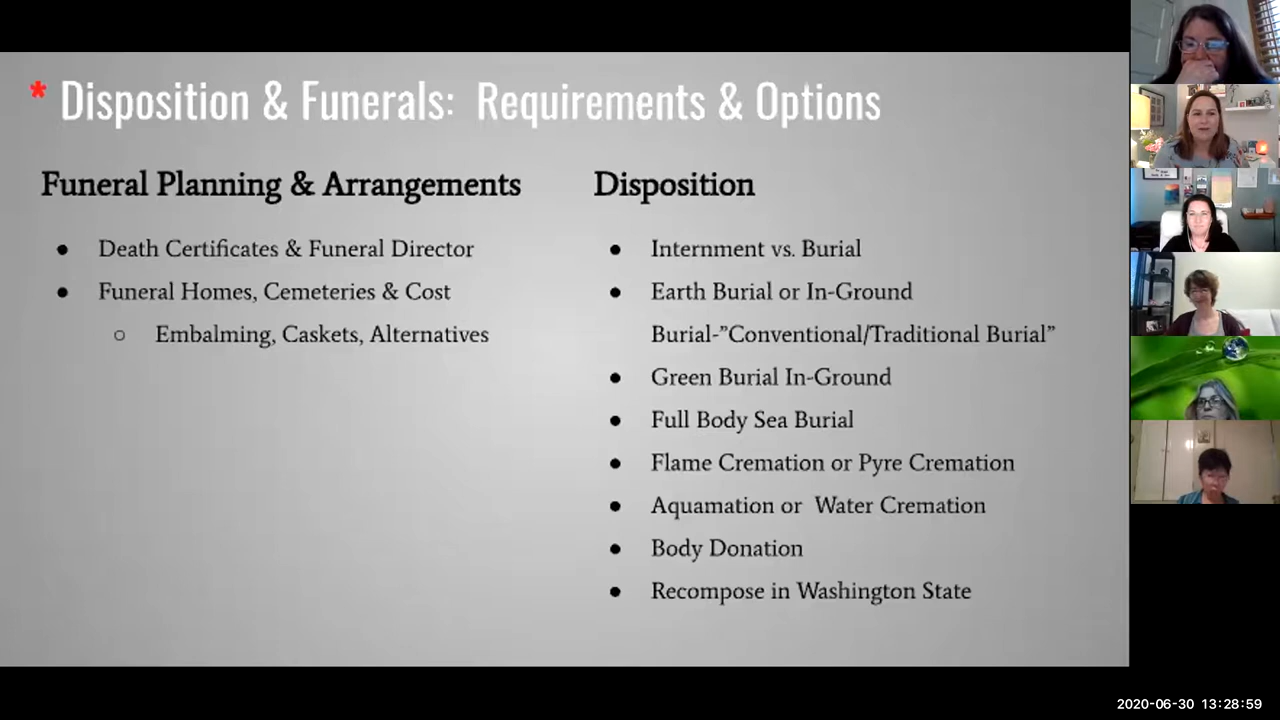 * Disposition & Funerals: Requirements & Options
Funeral Planning & Arrangements
● Death Certificates & Funeral Director
● Funeral Homes, Cemeteries & Cost
○ Embalming, Caskets, Alternatives
Disposition
● Internment vs. Burial
● Earth Burial or In-Ground
Burial-”Conventional/Traditional Burial”
● Green Burial In-Ground
● Full Body Sea Burial
● Flame Cremation or Pyre Cremation
● Aquamation or Water Cremation
● Body Donation
● Recompose in Washington State
2020-06-30 13:28:59